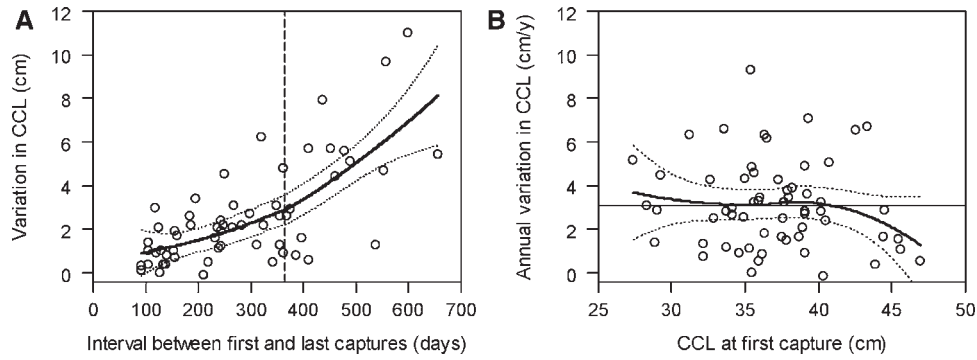 A
Variation in CCL (cm)
12
10
8
6
4
2
0
0 100 200 300 400 500 600 700
Interval between first and last captures (days)
B
Annual variation in CCL (cm/y)
12
10
8
6
4
2
0
25 30 35 40 45 50
CCL at first capture (cm)